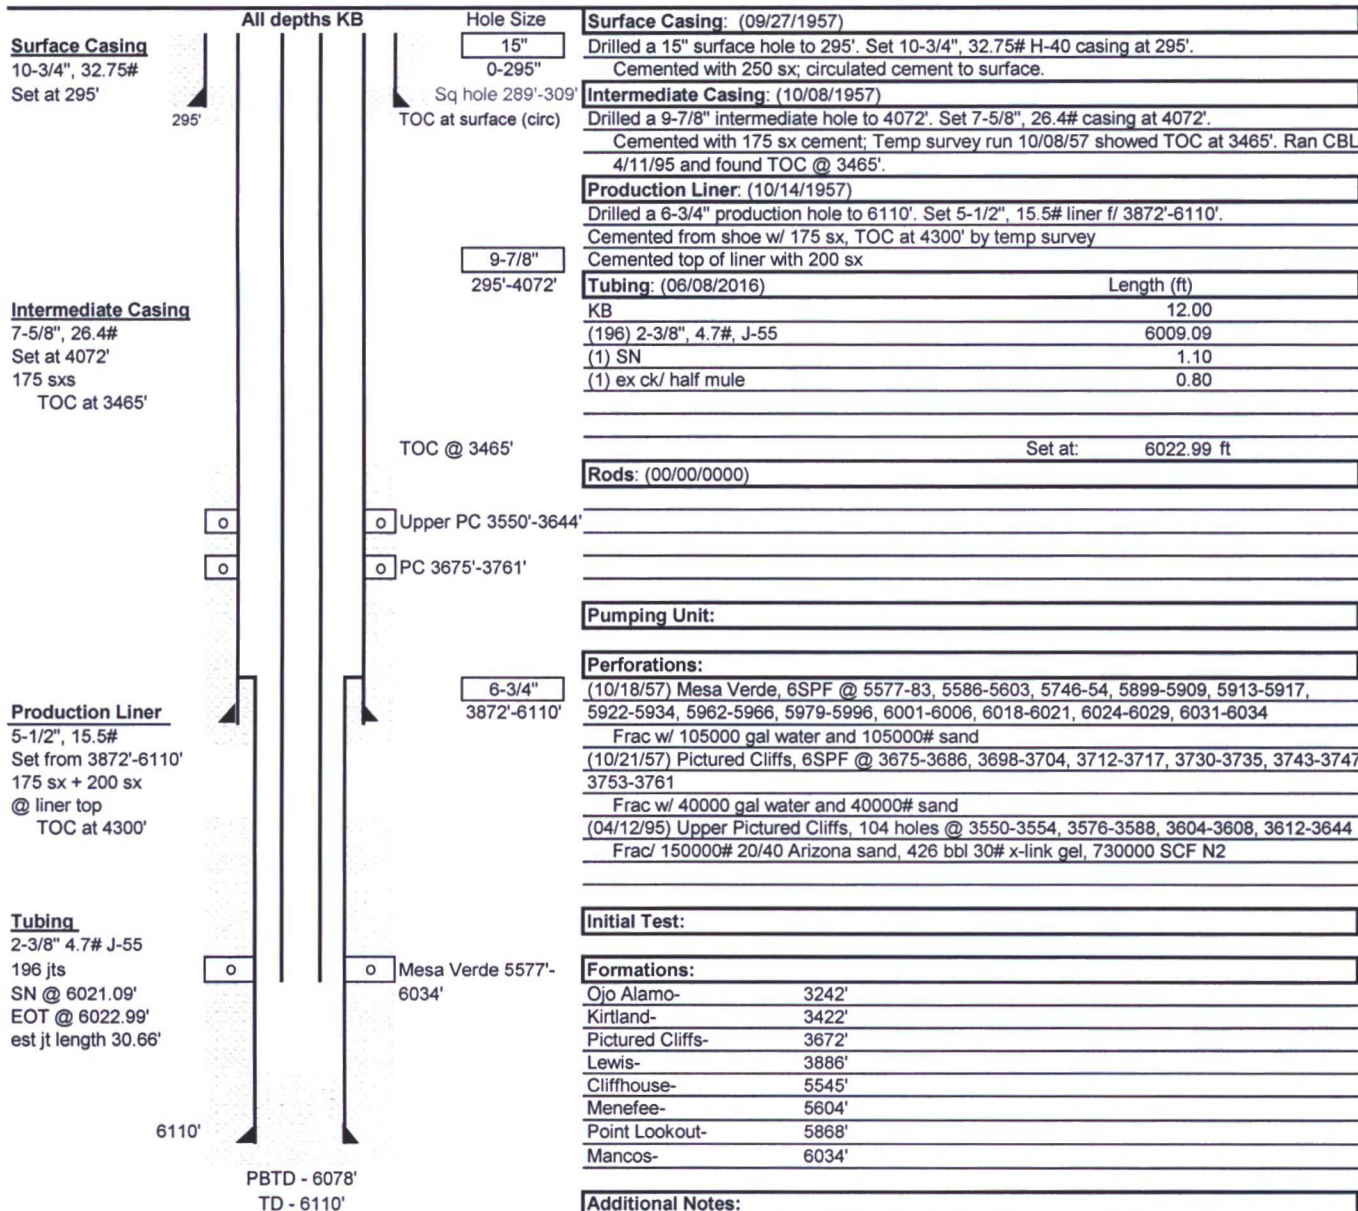 All depths KB
Hole Size
Surface Casing
10-3/4", 32.75#
Set at 295'
295'
15"
0-295"
Sq hole 289'-309'
TOC at surface (circ)
9-7/8"
295'-4072'
Intermediate Casing
7-5/8", 26.4#
Set at 4072'
175 sxs
TOC at 3465'
TOC @ 3465'
o o Upper PC 3550'-3644'
o o PC 3675'-3761'
6-3/4"
3872'-6110'
Production Liner
5-1/2", 15.5#
Set from 3872'-6110'
175 sx + 200 sx
@ liner top
TOC at 4300'
Tubing
2-3/8" 4.7# J-55
196 jts
SN @ 6021.09'
EOT @ 6022.99'
est jt length 30.66'
o o Mesa Verde 5577'-
6034'
6110'
PBTD - 6078'
TD - 6110'
Surface Casing: (09/27/1957)
Drilled a 15" surface hole to 295'. Set 10-3/4", 32.75# H-40 casing at 295'.
Cemented with 250 sx; circulated cement to surface.
Intermediate Casing: (10/08/1957)
Drilled a 9-7/8" intermediate hole to 4072'. Set 7-5/8", 26.4# casing at 4072'.
Cemented with 175 sx cement; Temp survey run 10/08/57 showed TOC at 3465'. Ran CBL
4/11/95 and found TOC @ 3465'.
Production Liner: (10/14/1957)
Drilled a 6-3/4" production hole to 6110'. Set 5-1/2", 15.5# liner f/ 3872'-6110'.
Cemented from shoe w/ 175 sx, TOC at 4300' by temp survey
Cemented top of liner with 200 sx
Tubing: (06/08/2016) Length (ft)
KB 12.00
(196) 2-3/8", 4.7#, J-55 6009.09
(1) SN 1.10
(1) ex ck/ half mule 0.80
Set at: 6022.99 ft
Rods: (00/00/0000)
Pumping Unit:
Perforations:
(10/18/57) Mesa Verde, 6SPF @ 5577-83, 5586-5603, 5746-54, 5899-5909, 5913-5917,
5922-5934, 5962-5966, 5979-5996, 6001-6006, 6018-6021, 6024-6029, 6031-6034
Frac w/ 105000 gal water and 105000# sand
(10/21/57) Pictured Cliffs, 6SPF @ 3675-3686, 3698-3704, 3712-3717, 3730-3735, 3743-3747
3753-3761
Frac w/ 40000 gal water and 40000# sand
(04/12/95) Upper Pictured Cliffs, 104 holes @ 3550-3554, 3576-3588, 3604-3608, 3612-3644
Frac/ 150000# 20/40 Arizona sand, 426 bbl 30# x-link gel, 730000 SCF N2
Initial Test:
Formations:
Ojo Alamo- 3242'
Kirtland- 3422'
Pictured Cliffs- 3672'
Lewis- 3886'
Cliffhouse- 5545'
Menefee- 5604'
Point Lookout- 5868'
Mancos- 6034'
Additional Notes: